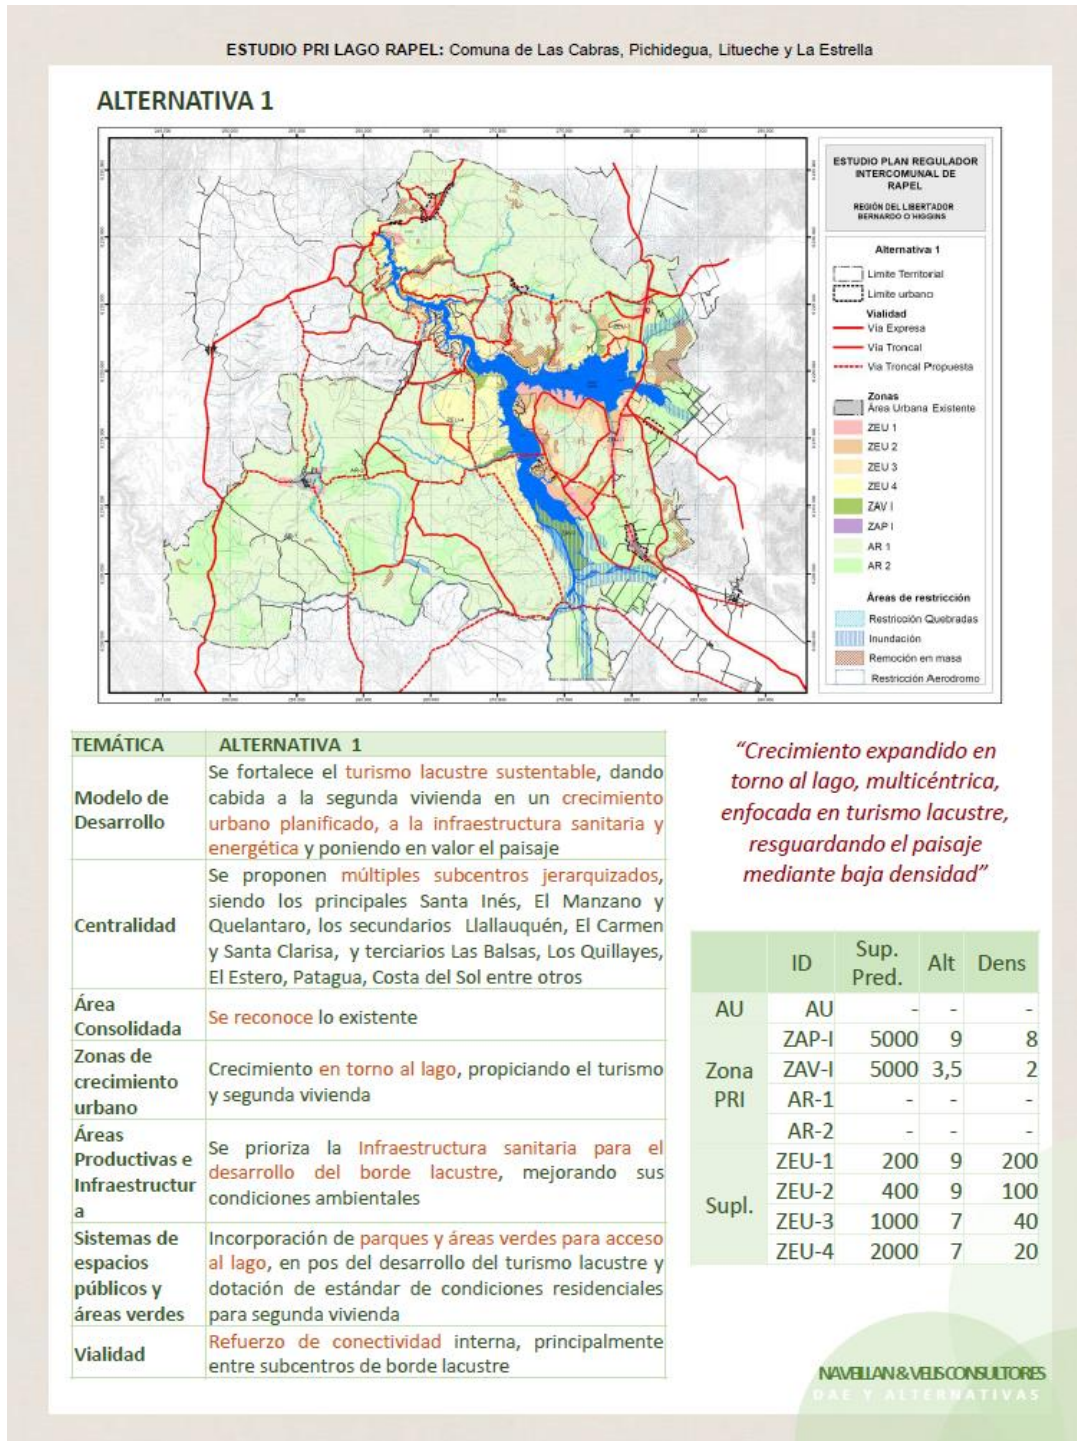 ESTUDIO PRI LAGO RAPEL: Comuna de Las Cabras, Pichidegua, Litueche y La Estrella
ALTERNATIVA 1
ESTUDIO PLAN REGULADOR
INTERCOMUNAL DE
RAPEL
REGIÓN DEL LIBERTADOR
BERNARDO O'HIGGINS
Alternativa 1
Limite Territorial
Limite urbano
Vialidad
Vía Expresa
Vía Troncal
Via Troncal Propuesta
Zonas
Área Urbana Existente
ZEU 1
ZEU 2
ZEU 3
ZEU 4
ZAV I
ZAP I
AR 1
AR 2
Áreas de restricción
Restricción Quebradas
Inundación
Remoción en masa
Restricción Aerodromo
TEMÁTICA ALTERNATIVA 1
Modelo de
Desarrollo
Se fortalece el turismo lacustre sustentable, dando
cabida a la segunda vivienda en un crecimiento
urbano planificado, a la infraestructura sanitaria y
energética y poniendo en valor el paisaje
Centralidad
Se proponen múltiples subcentros jerarquizados,
siendo los principales Santa Inés, El Manzano y
Quelantaro, los secundarios Llallauquén, El Carmen
y Santa Clarisa, y terciarios Las Balsas, Los Quillayes,
El Estero, Patagua, Costa del Sol entre otros
Área
Consolidada
Se reconoce lo existente
Zonas de
crecimiento
urbano
Crecimiento en torno al lago, propiciando el turismo
y segunda vivienda
Áreas
Productivas e
Infraestructur
a
Se prioriza la Infraestructura sanitaria para el
desarrollo del borde lacustre, mejorando sus
condiciones ambientales
Sistemas de
espacios
públicos y
áreas verdes
Incorporación de parques y áreas verdes para acceso
al lago, en pos del desarrollo del turismo lacustre y
dotación de estándar de condiciones residenciales
para segunda vivienda
Vialidad
Refuerzo de conectividad interna, principalmente
entre subcentros de borde lacustre
“Crecimiento expandido en
torno al lago, multicéntrica,
enfocada en turismo lacustre,
resguardando el paisaje
mediante baja densidad”
ID Sup. Pred. Alt Dens
AU AU - - -
Zona PRI
ZAP-I 5000 9 8
ZAV-I 5000 3,5 2
AR-1 - - -
AR-2 - - -
Supl.
ZEU-1 200 9 200
ZEU-2 400 9 100
ZEU-3 1000 7 40
ZEU-4 2000 7 20
NAVEILLAN & VELIS CONSULTORES
DAE Y ALTERNATIVAS